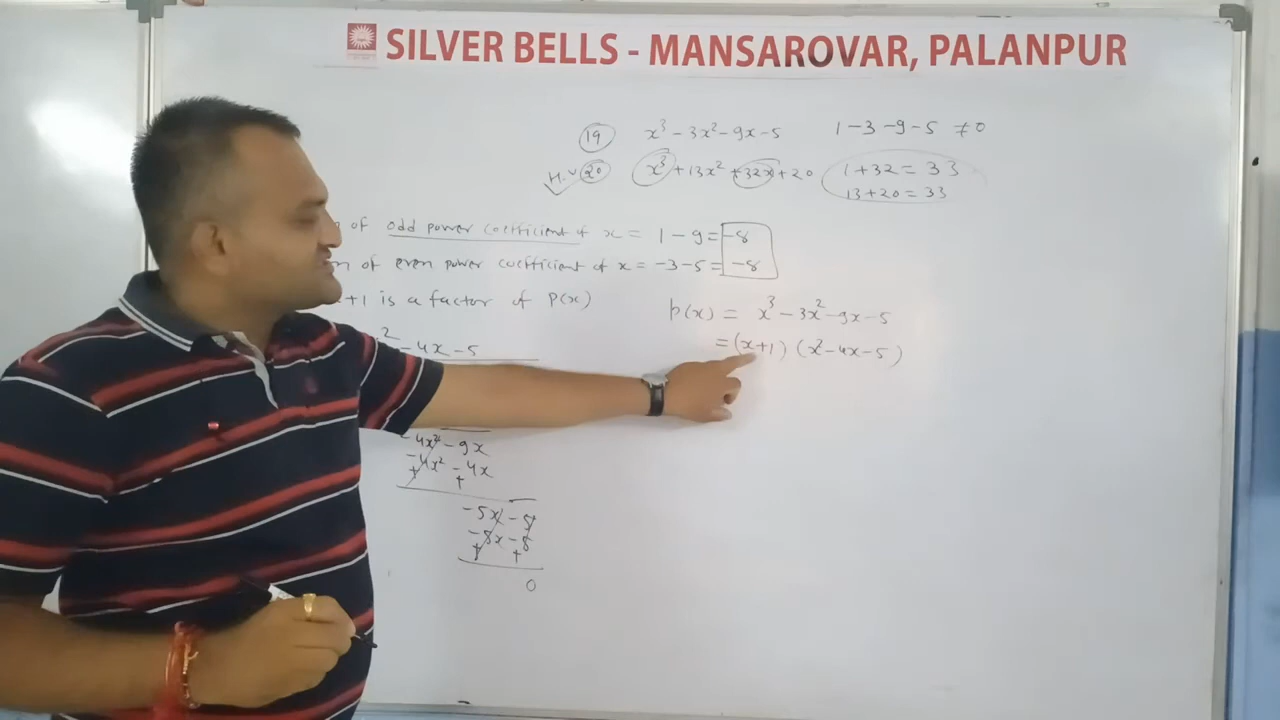 SILVER BELLS - MANSAROVAR, PALANPUR
19 x³ - 3x² - 9x - 5 1 - 3 - 9 - 5 ≠ 0
H.W 20 x³ + 13x² + 32x + 20 1 + 32 = 33
13 + 20 = 33
of odd power coefficient of x = 1 - 9 = -8
of even power coefficient of x = -3 - 5 = -8
x+1 is a factor of P(x)
p(x) = x³ - 3x² - 9x - 5
= (x+1) (x² - 4x - 5)
² - 4x - 5
- 4x² - 9x
- 4x² - 4x
+ +
- 5x - 5
- 5x - 5
+ +
0